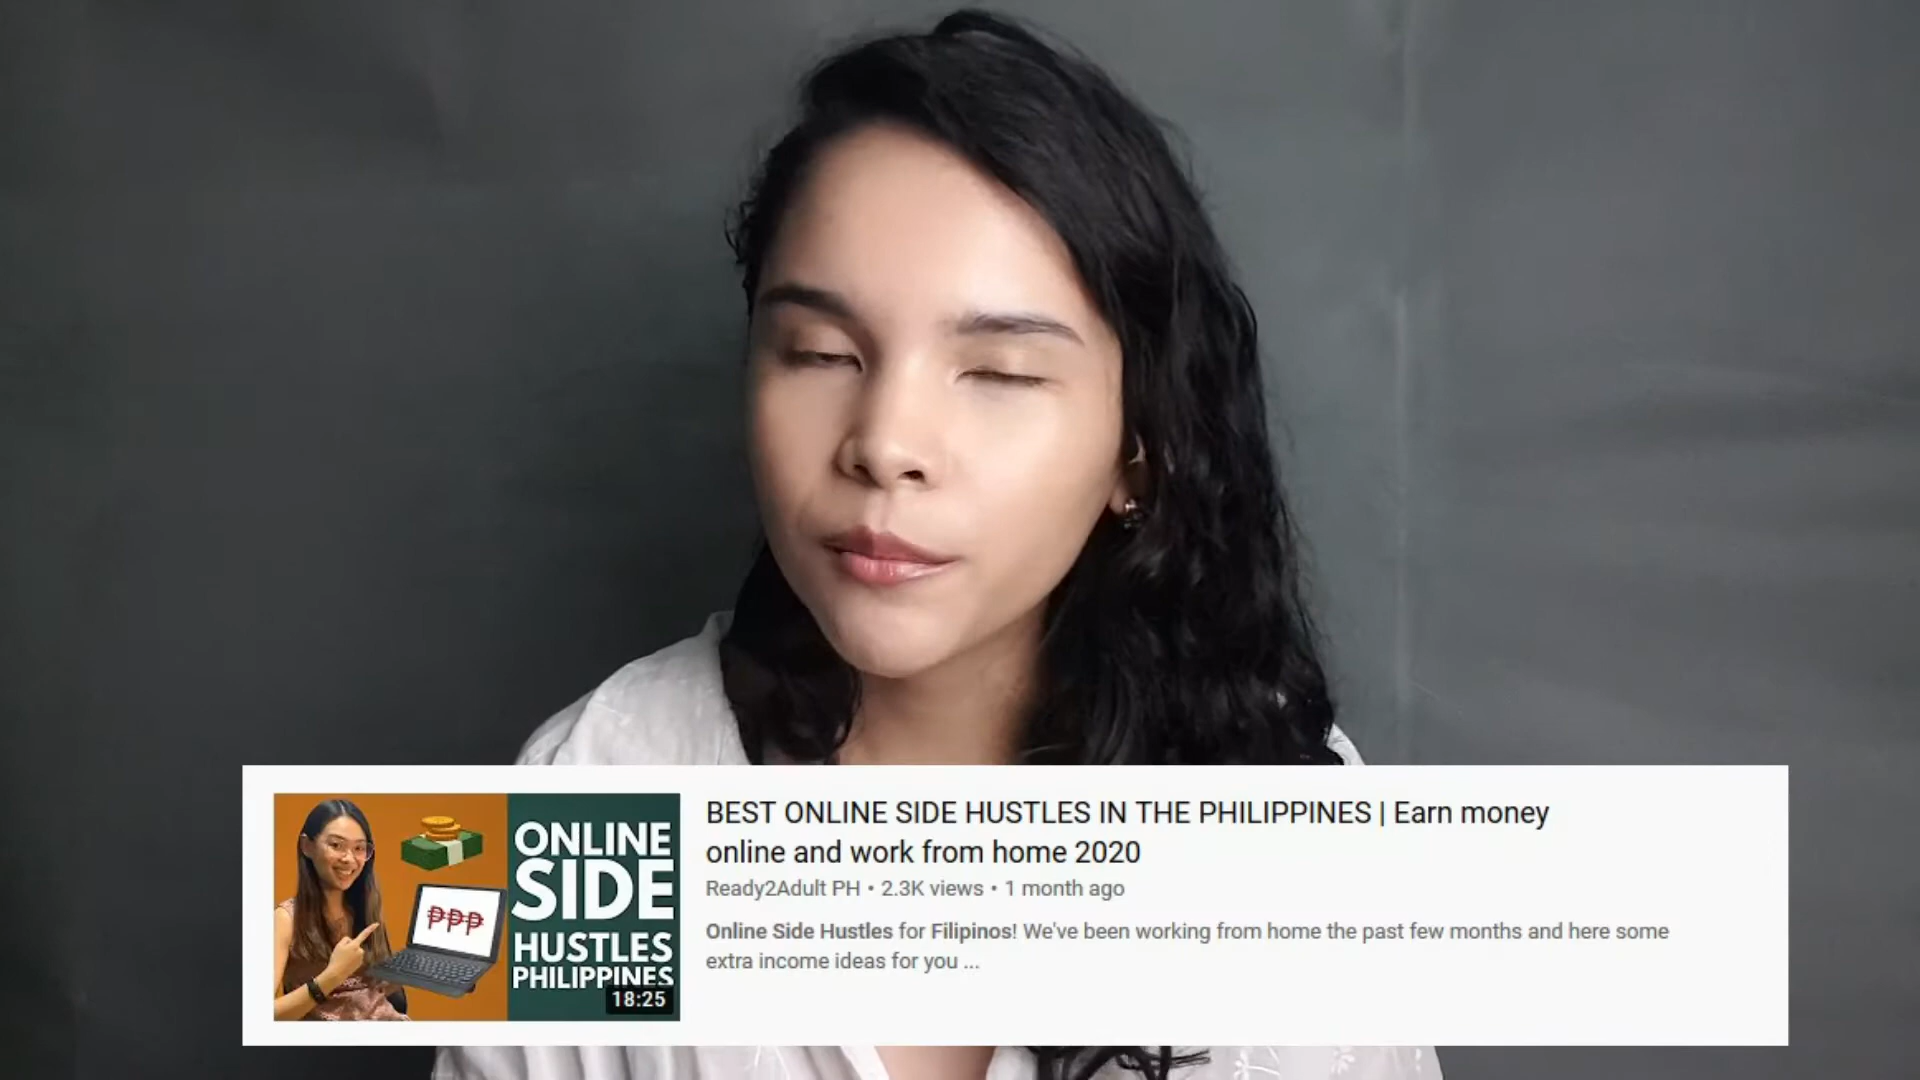 ONLINE
SIDE
HUSTLES
PHILIPPINES
18:25
₱₱₱
BEST ONLINE SIDE HUSTLES IN THE PHILIPPINES | Earn money
online and work from home 2020
Ready2Adult PH • 2.3K views • 1 month ago
Online Side Hustles for Filipinos! We've been working from home the past few months and here some
extra income ideas for you ...